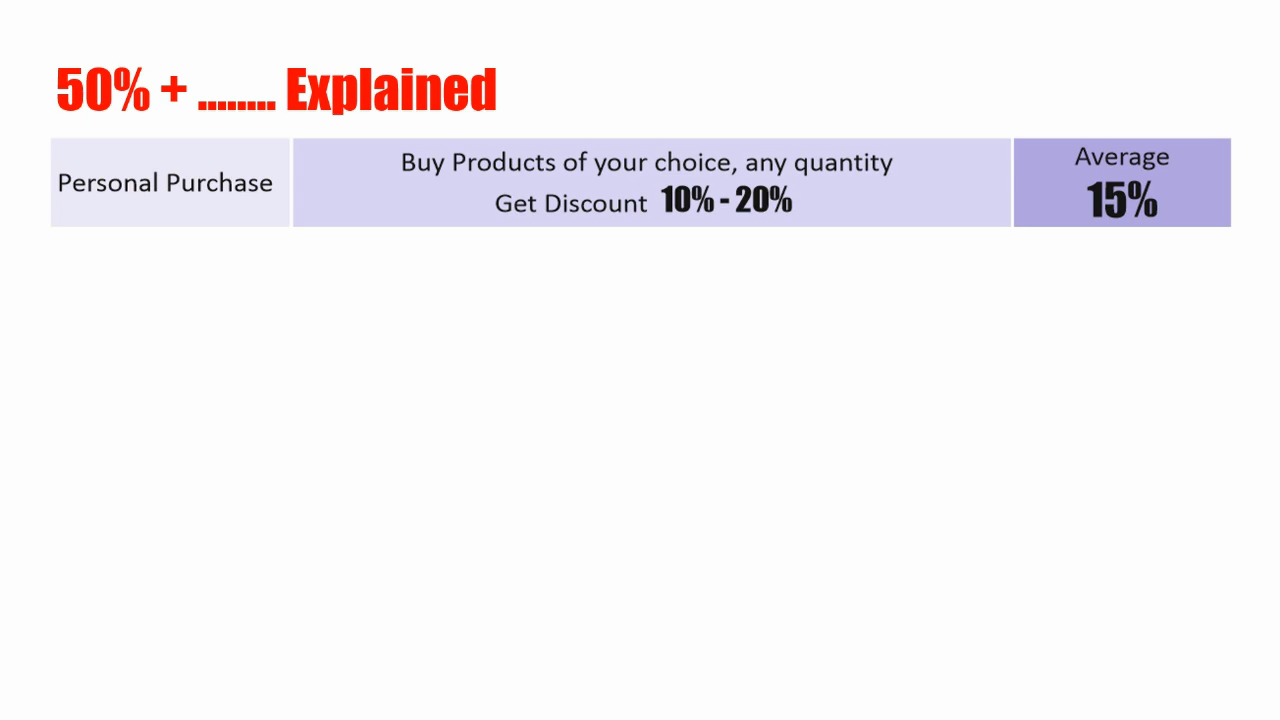 50% + ........ Explained
Personal Purchase
Buy Products of your choice, any quantity
Get Discount 10% - 20%
Average
15%